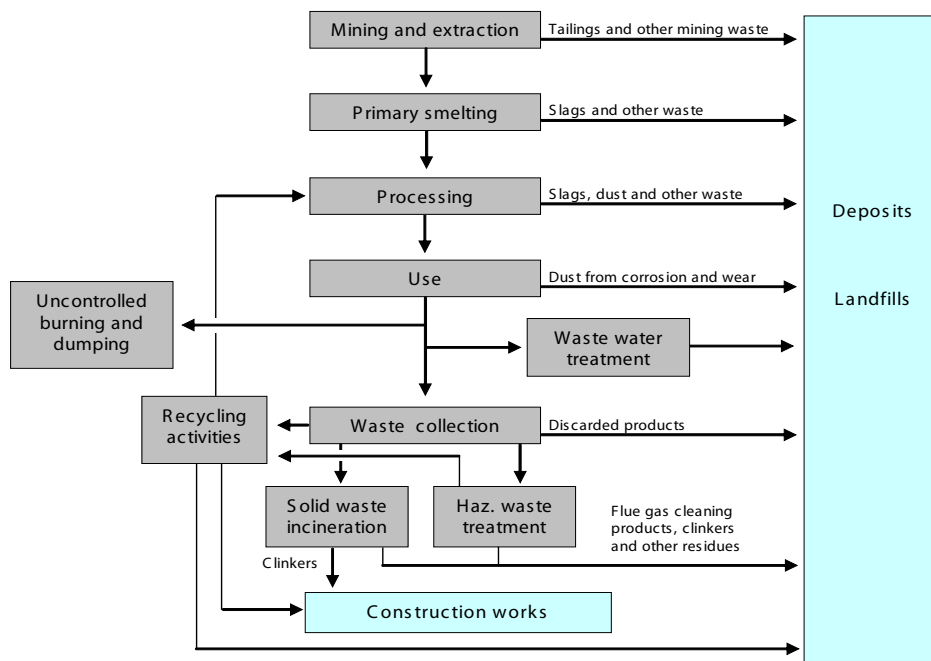 Mining and extraction
Tailings and other mining waste
Primary smelting
Slags and other waste
Processing
Slags, dust and other waste
Deposits
Use
Dust from corrosion and wear
Landfills
Uncontrolled
burning and
dumping
Waste water
treatment
Recycling
activities
Waste collection
Discarded products
Solid waste
incineration
Haz. waste
treatment
Flue gas cleaning
products, clinkers
and other residues
Clinkers
Construction works